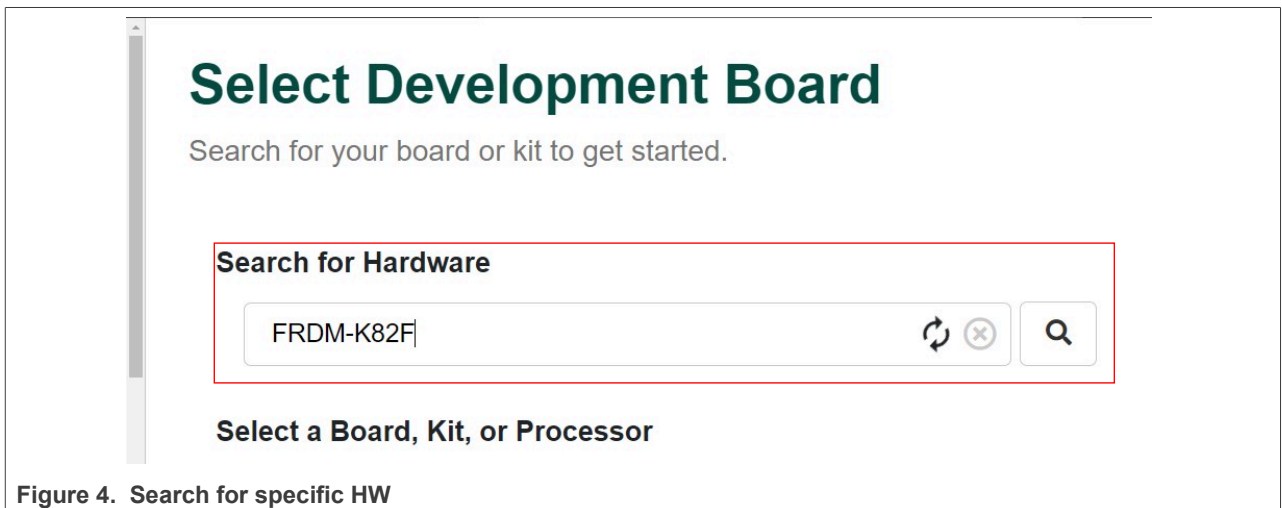 Select Development Board
Search for your board or kit to get started.
Search for Hardware
FRDM-K82F
Select a Board, Kit, or Processor
Figure 4. Search for specific HW